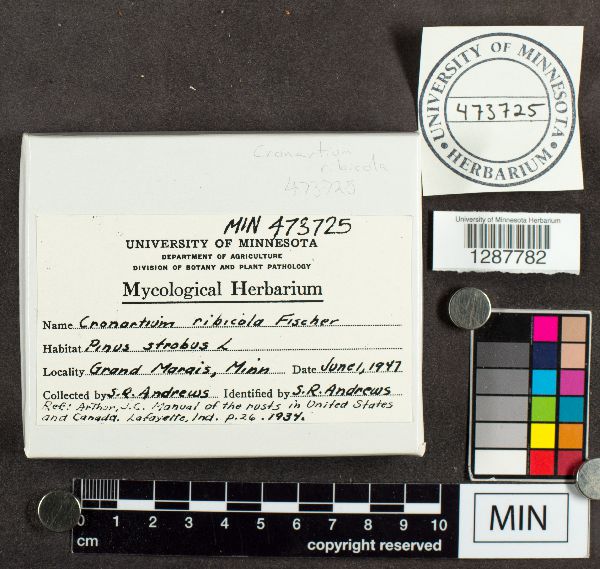 UNIVERSITY OF MINNESOTA
473725
HERBARIUM
Cronartium
ribicola
473725
University of Minnesota Herbarium
1287782
MIN 473725
UNIVERSITY OF MINNESOTA
DEPARTMENT OF AGRICULTURE
DIVISION OF BOTANY AND PLANT PATHOLOGY
Mycological Herbarium
Name Cronartium ribicola Fischer
Habitat Pinus strobus L
Locality Grand Marais, Minn Date June 1, 1947
Collected by S.R. Andrews Identified by S.R. Andrews
Ref: Arthur, J.C. Manual of the rusts in United States
and Canada. Lafayette, Ind. p. 26. 1934.
0 1 2 3 4 5 6 7 8 9 10
cm
copyright reserved
MIN